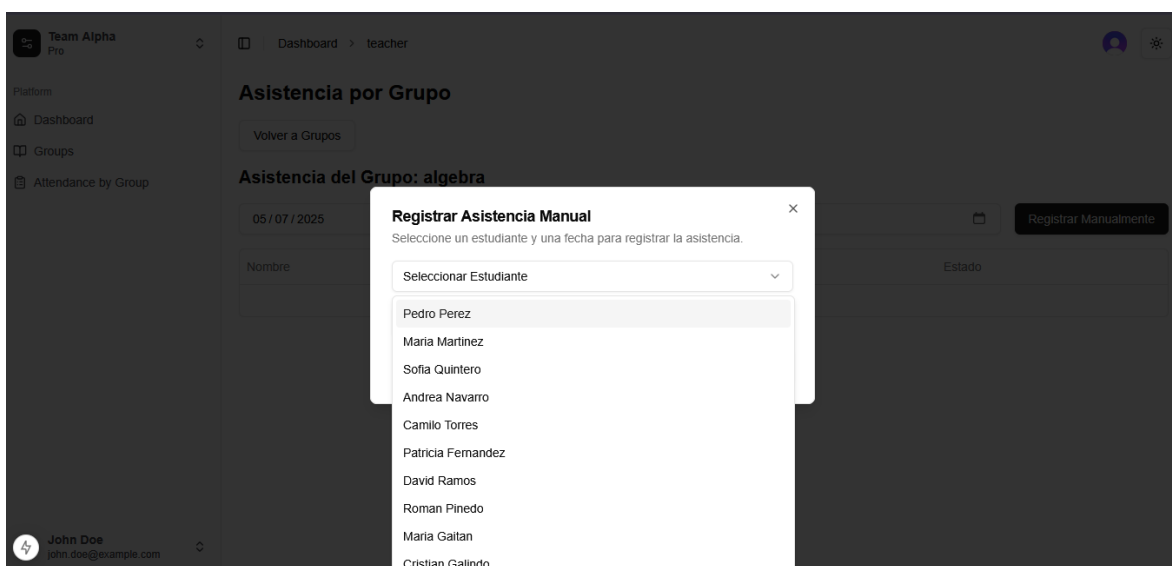 Team Alpha
Pro
Dashboard > teacher
Platform
Dashboard
Groups
Attendance by Group
Asistencia por Grupo
Volver a Grupos
Asistencia del Grupo: algebra
05 / 07 / 2025
Registrar Manualmente
Nombre
Estado
Registrar Asistencia Manual
Seleccione un estudiante y una fecha para registrar la asistencia.
Seleccionar Estudiante
Pedro Perez
Maria Martinez
Sofia Quintero
Andrea Navarro
Camilo Torres
Patricia Fernandez
David Ramos
Roman Pinedo
Maria Gaitan
Cristian Galindo
John Doe
john.doe@example.com